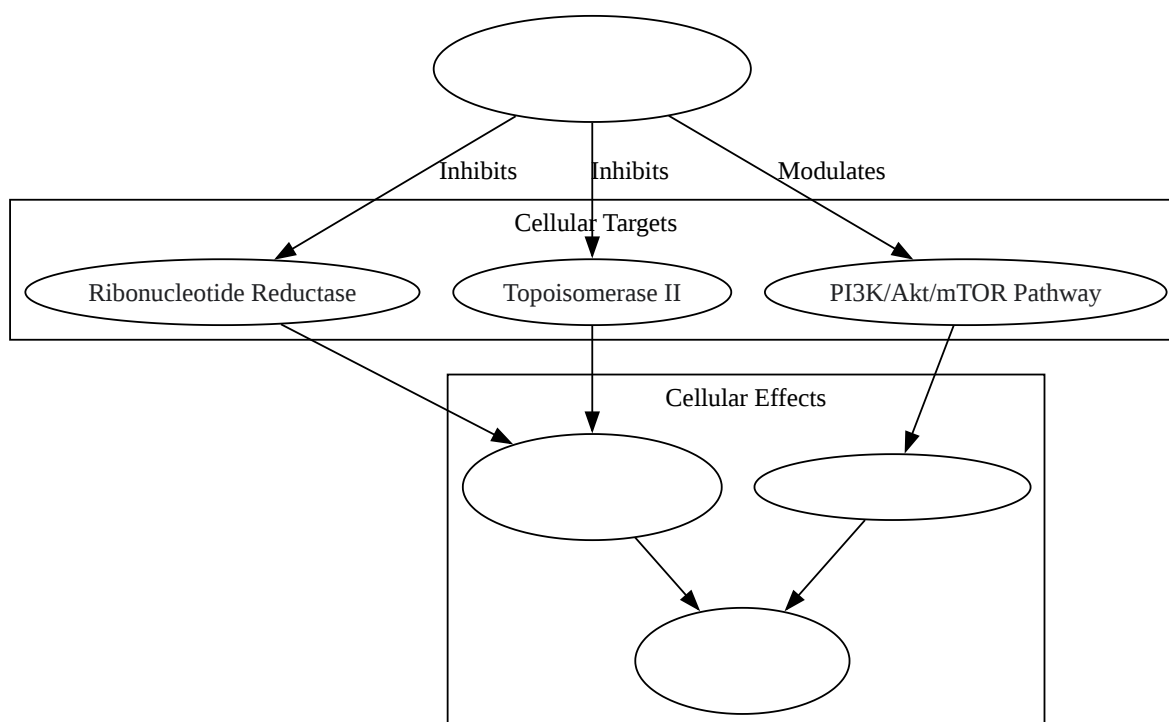 Inhibits
Inhibits
Modulates
Cellular Targets
Ribonucleotide Reductase
Topoisomerase II
PI3K/Akt/mTOR Pathway
Cellular Effects